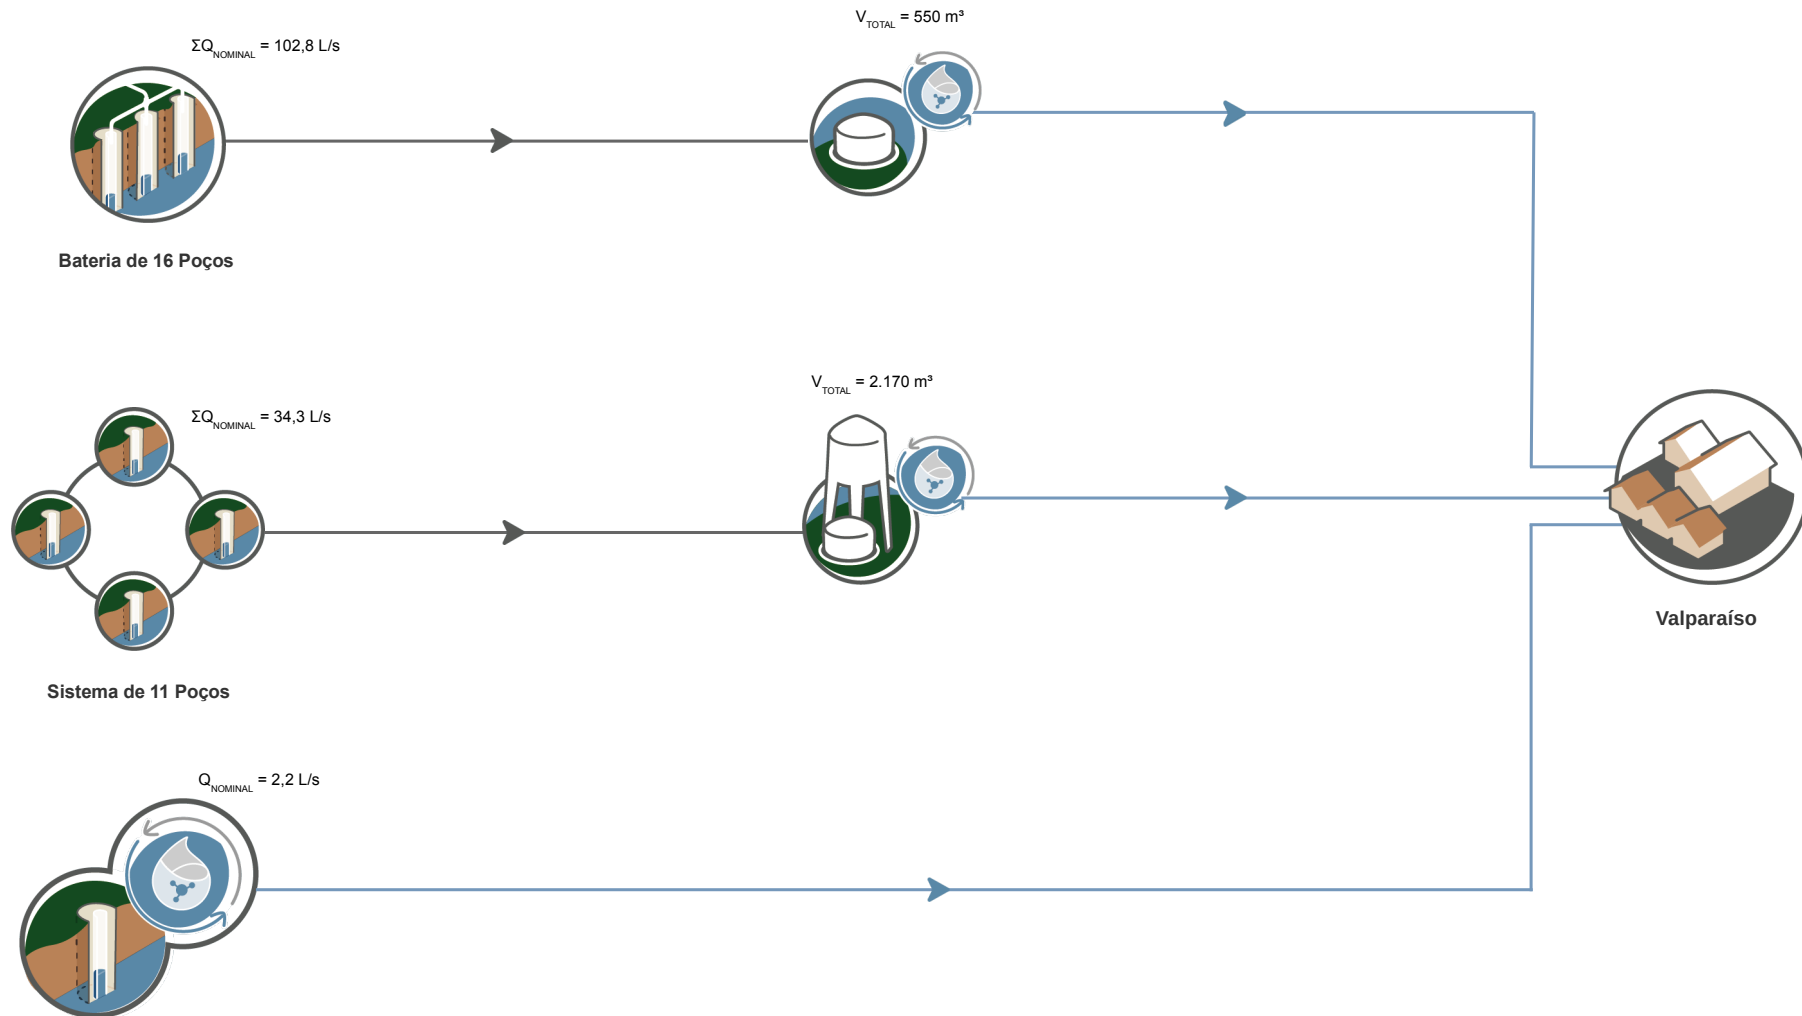 V_TOTAL = 550 m³
ΣQ_NOMINAL = 102,8 L/s
Bateria de 16 Poços
V_TOTAL = 2.170 m³
ΣQ_NOMINAL = 34,3 L/s
Valparaíso
Sistema de 11 Poços
Q_NOMINAL = 2,2 L/s